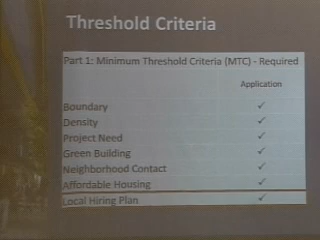 Threshold Criteria
Part 1: Minimum Threshold Criteria (MTC) - Required
Application
Boundary ✓
Density ✓
Project Need ✓
Green Building ✓
Neighborhood Contact ✓
Affordable Housing ✓
Local Hiring Plan ✓